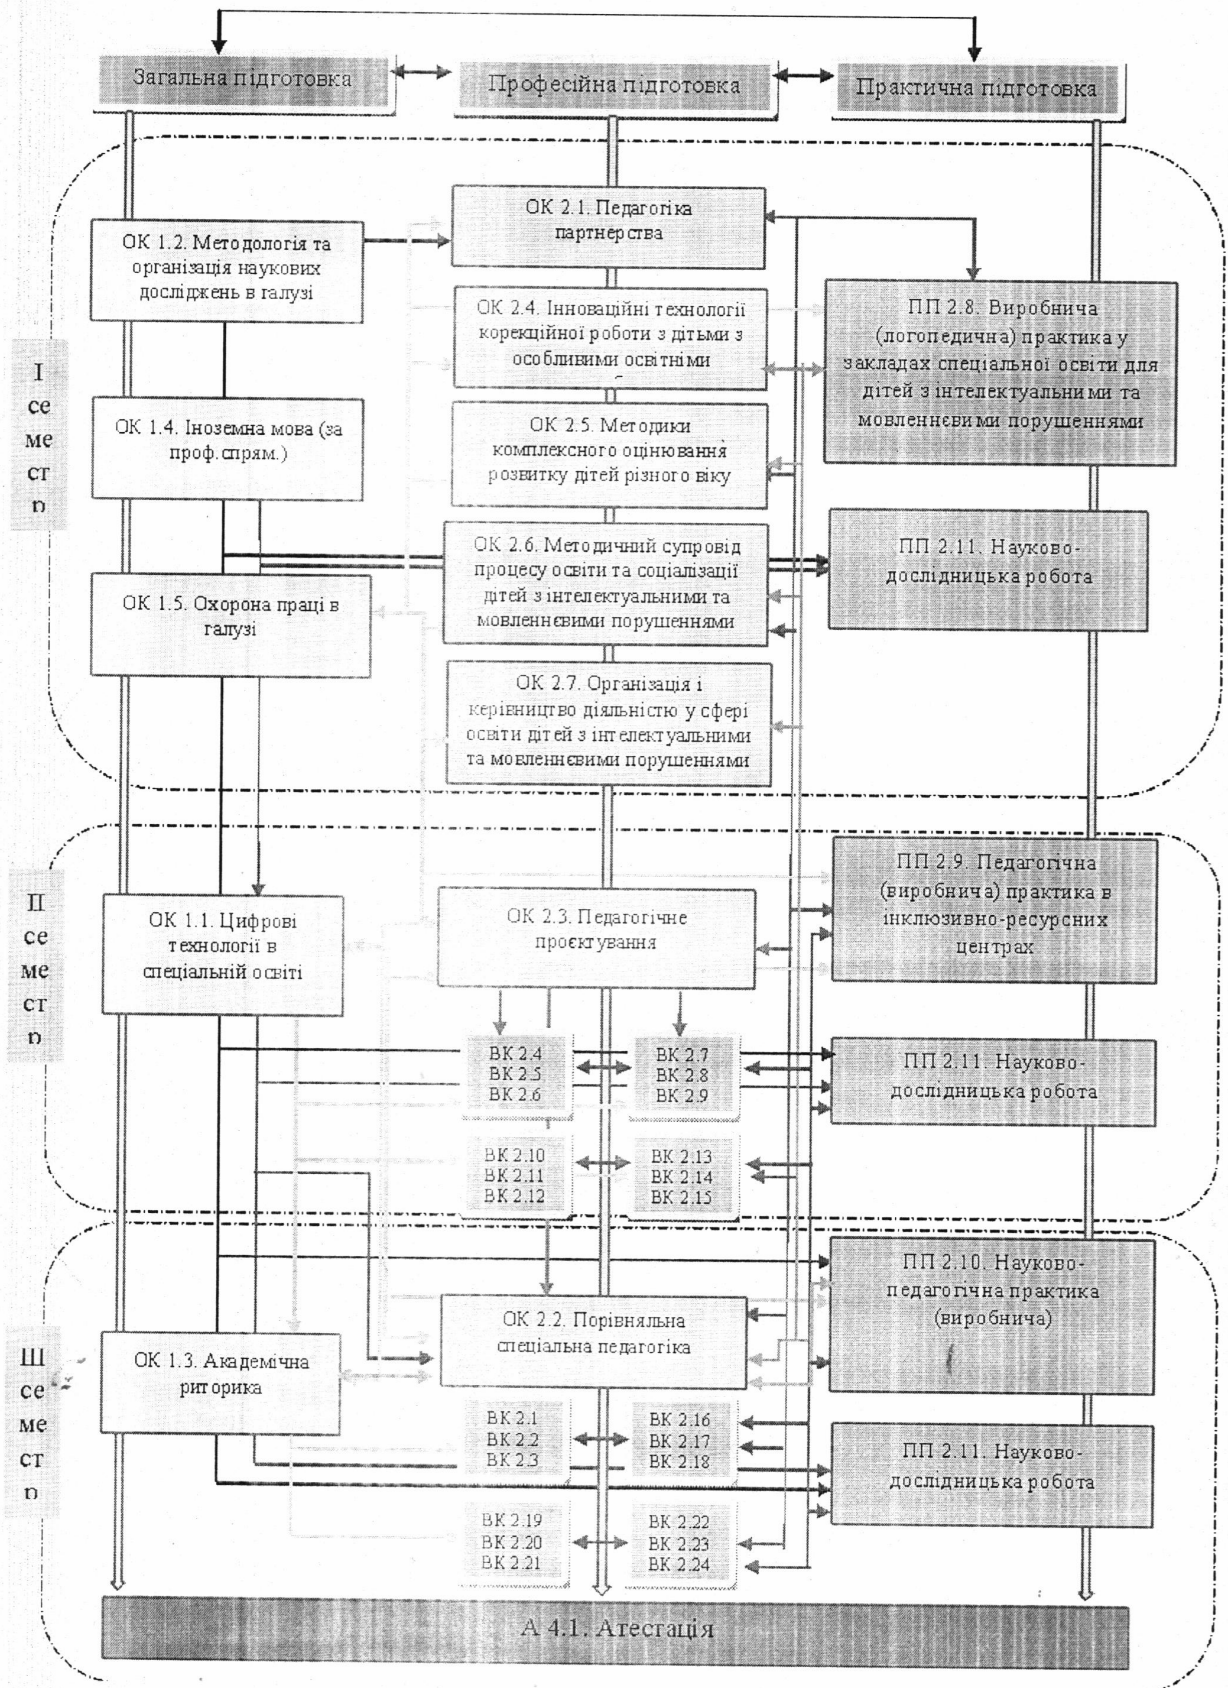 Загальна підготовка
Професійна підготовка
Практична підготовка
І
се
ме
ст
р
ОК 1.2. Методологія та
організація наукових
досліджень в галузі
ОК 1.4. Іноземна мова (за
проф.спрям.)
ОК 1.5. Охорона праці в
галузі
ОК 2.1. Педагогіка
партнерства
ОК 2.4. Інноваційні технології
корекційної роботи з дітьми з
особливими освітніми
ОК 2.5. Методики
комплексного оцінювання
розвитку дітей різного віку
ОК 2.6. Методичний супровід
процесу освіти та соціалізації
дітей з інтелектуальними та
мовленнєвими порушеннями
ОК 2.7. Організація і
керівництво діяльністю у сфері
освіти дітей з інтелектуальними
та мовленнєвими порушеннями
ПП 2.8. Виробнича
(логопедична) практика у
закладах спеціальної освіти для
дітей з інтелектуальними та
мовленнєвими порушеннями
ПП 2.11. Науково-
дослідницька робота
ІІ
се
ме
ст
р
ОК 1.1. Цифрові
технології в
спеціальній освіті
ОК 2.3. Педагогічне
проєктування
ВК 2.4
ВК 2.5
ВК 2.6
ВК 2.7
ВК 2.8
ВК 2.9
ВК 2.10
ВК 2.11
ВК 2.12
ВК 2.13
ВК 2.14
ВК 2.15
ПП 2.9. Педагогічна
(виробнича) практика в
інклюзивно-ресурсних
центрах
ПП 2.11. Науково-
дослідницька робота
ІІІ
се
ме
ст
р
ОК 1.3. Академічна
риторика
ОК 2.2. Порівняльна
спеціальна педагогіка
ВК 2.1
ВК 2.2
ВК 2.3
ВК 2.16
ВК 2.17
ВК 2.18
ВК 2.19
ВК 2.20
ВК 2.21
ВК 2.22
ВК 2.23
ВК 2.24
ПП 2.10. Науково-
педагогічна практика
(виробнича)
ПП 2.11. Науково-
дослідницька робота
А 4.1. Атестація